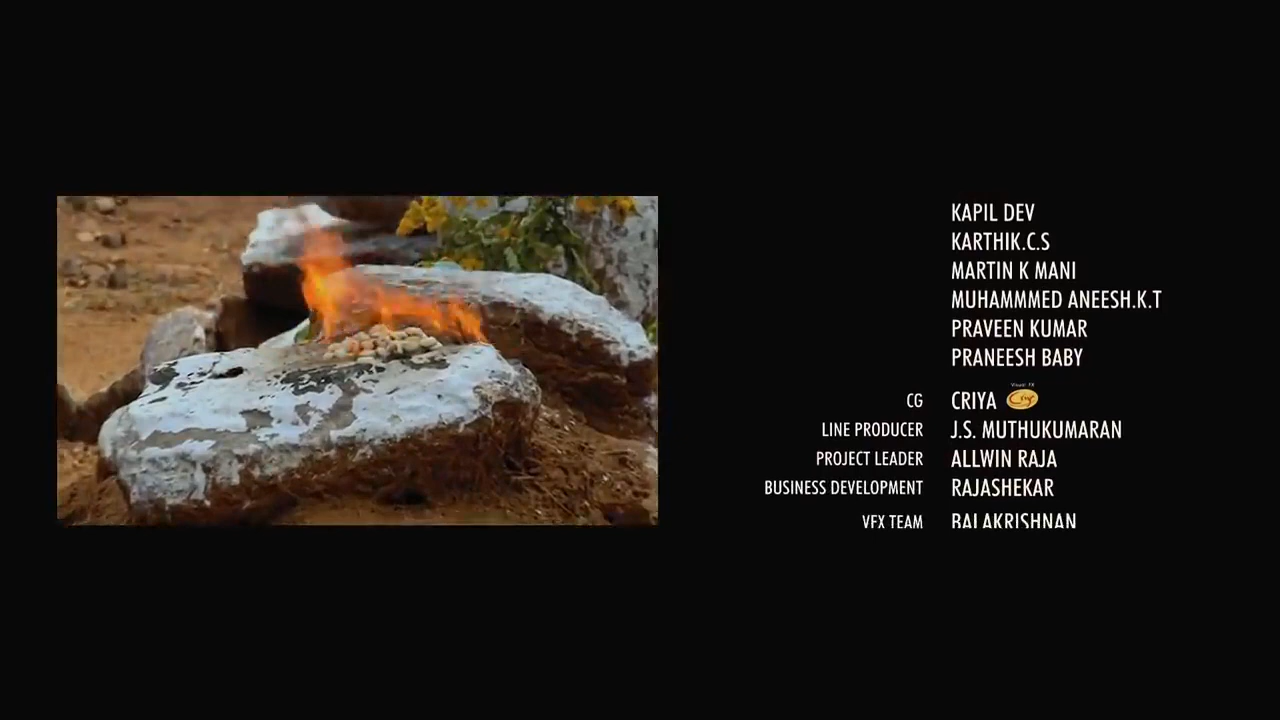 KAPIL DEV
KARTHIK.C.S
MARTIN K MANI
MUHAMMMED ANEESH.K.T
PRAVEEN KUMAR
PRANEESH BABY
CG CRIYA
LINE PRODUCER J.S. MUTHUKUMARAN
PROJECT LEADER ALLWIN RAJA
BUSINESS DEVELOPMENT RAJASHEKAR
VFX TEAM BALAKRISHNAN